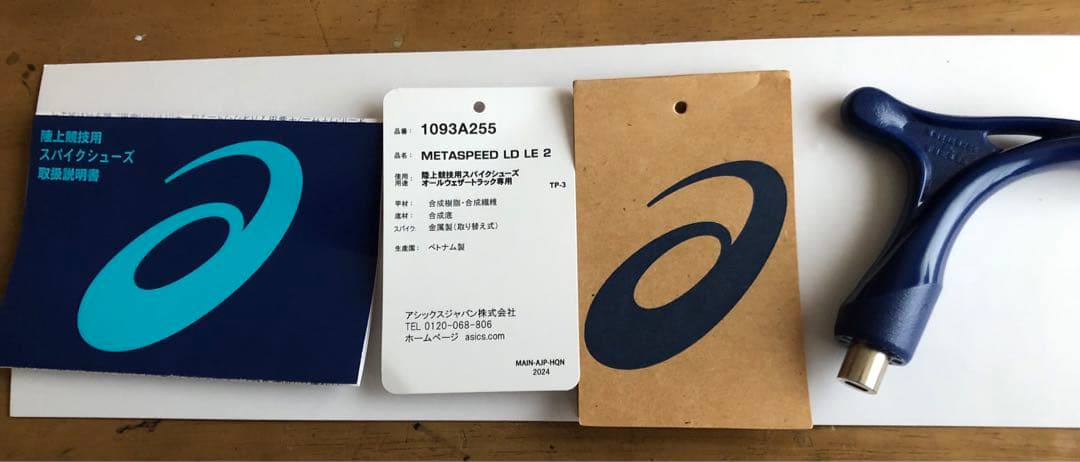 陸上競技用
スパイクシューズ
取扱説明書
品番: 1093A255
品名: METASPEED LD LE 2
使用用途: 陸上競技用スパイクシューズ
オールウェザートラック専用
TP-3
甲材: 合成樹脂・合成繊維
底材: 合成底
スパイク: 金属製(取り替え式)
生産国: ベトナム製
アシックスジャパン株式会社
TEL 0120-068-806
ホームページ asics.com
MAIN-AJP-HQN
2024